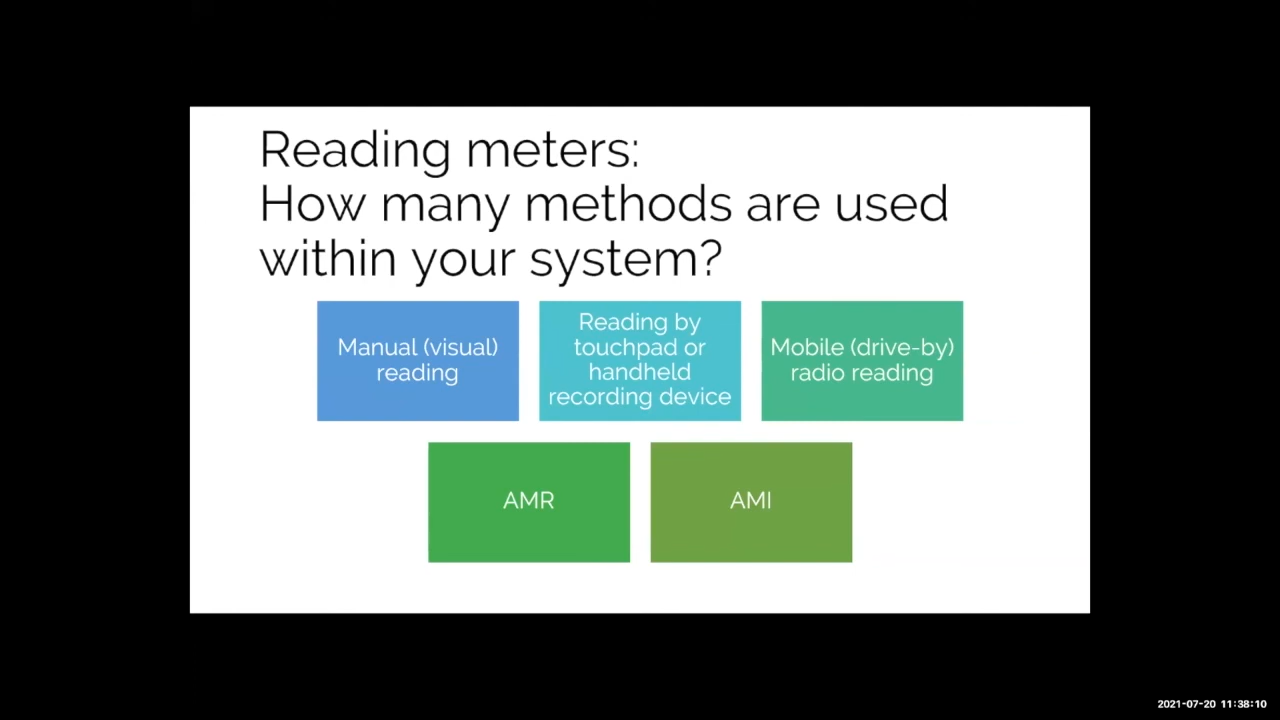 Reading meters:
How many methods are used
within your system?
Manual (visual)
reading
Reading by
touchpad or
handheld
recording device
Mobile (drive-by)
radio reading
AMR
AMI
2021-07-20 11:38:10